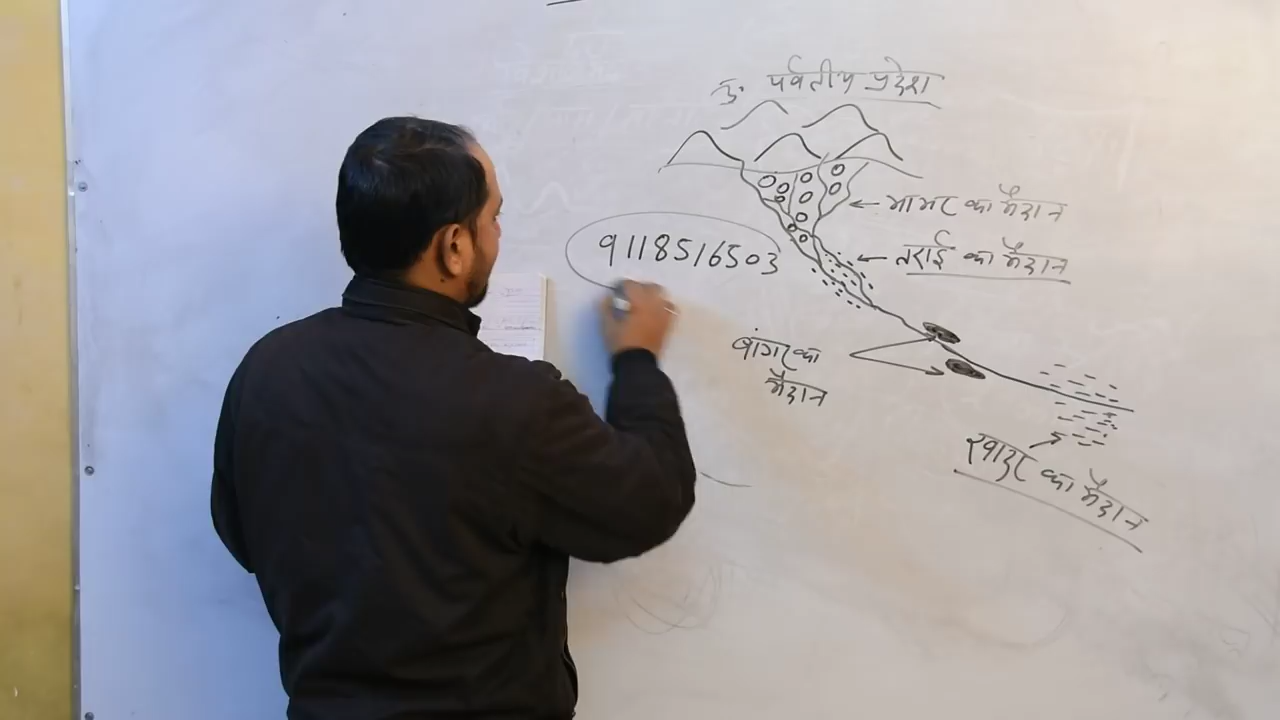 उ॰ पर्वतीय प्रदेश
भाभर का मैदान
तराई का मैदान
9118516503
बांगर का
मैदान
खादर का मैदान